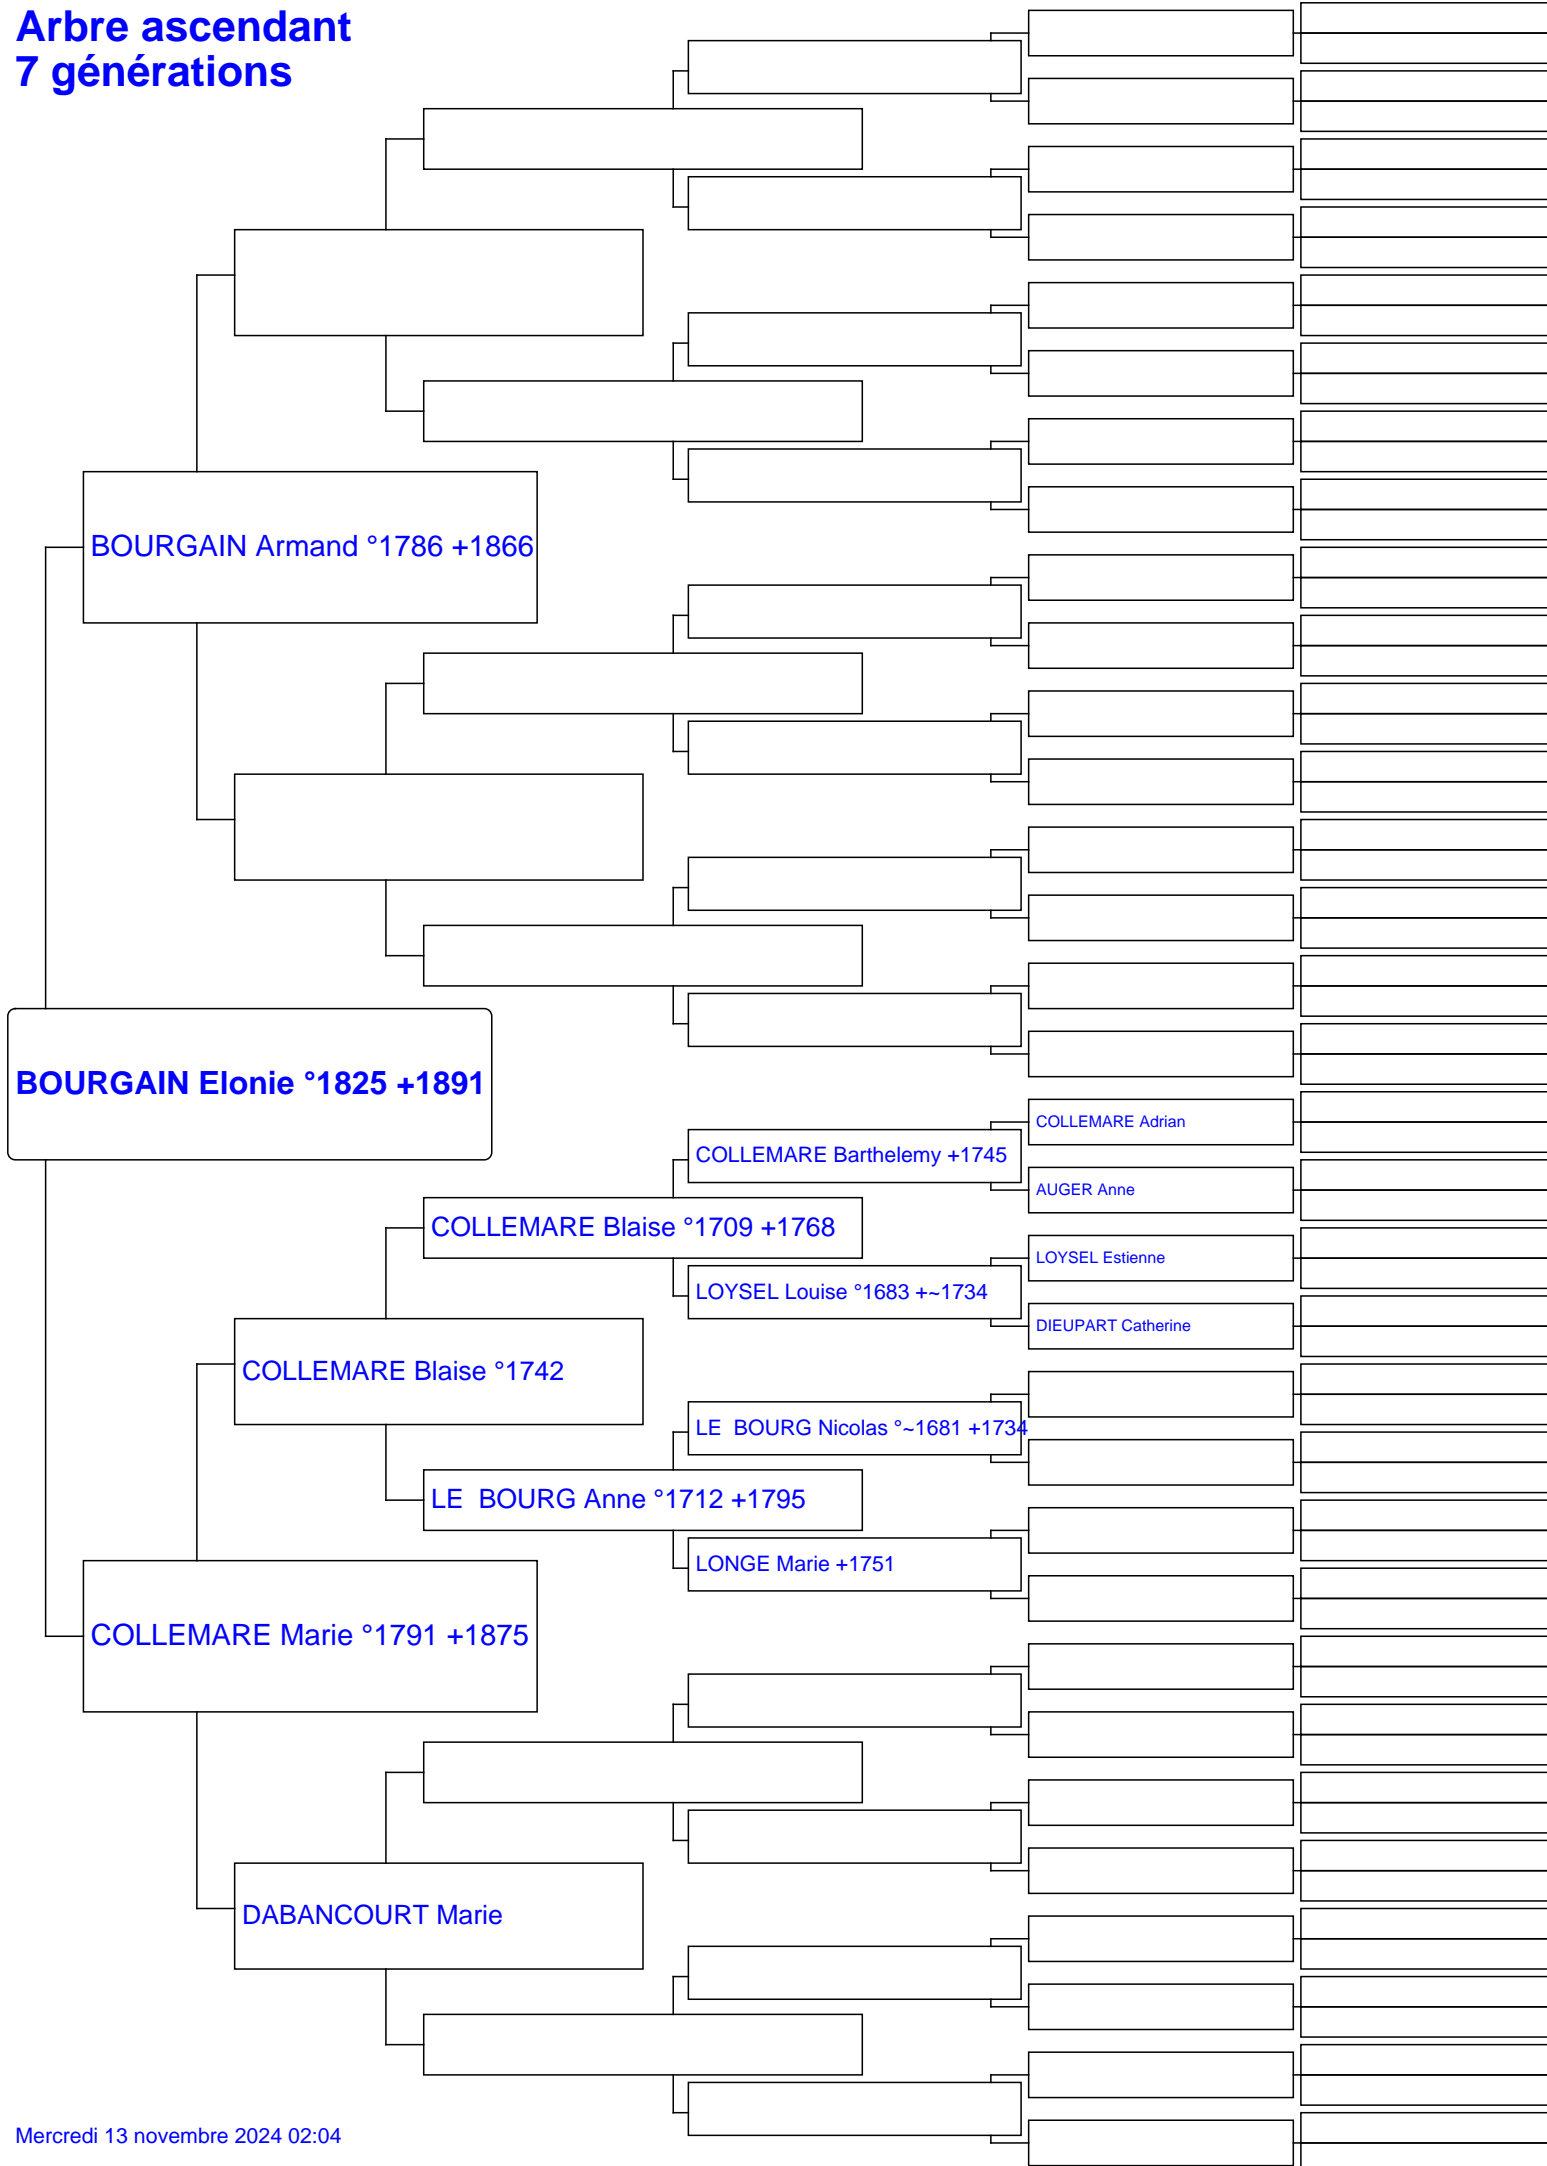 Arbre ascendant
7 générations
BOURGAIN Armand °1786 +1866
BOURGAIN Elonie °1825 +1891
COLLEMARE Adrian
COLLEMARE Barthelemy +1745
AUGER Anne
COLLEMARE Blaise °1709 +1768
LOYSEL Estienne
LOYSEL Louise °1683 +~1734
DIEUPART Catherine
COLLEMARE Blaise °1742
LE  BOURG Nicolas °~1681 +1734
LE  BOURG Anne °1712 +1795
LONGE Marie +1751
COLLEMARE Marie °1791 +1875
DABANCOURT Marie
Mercredi 13 novembre 2024 02:04